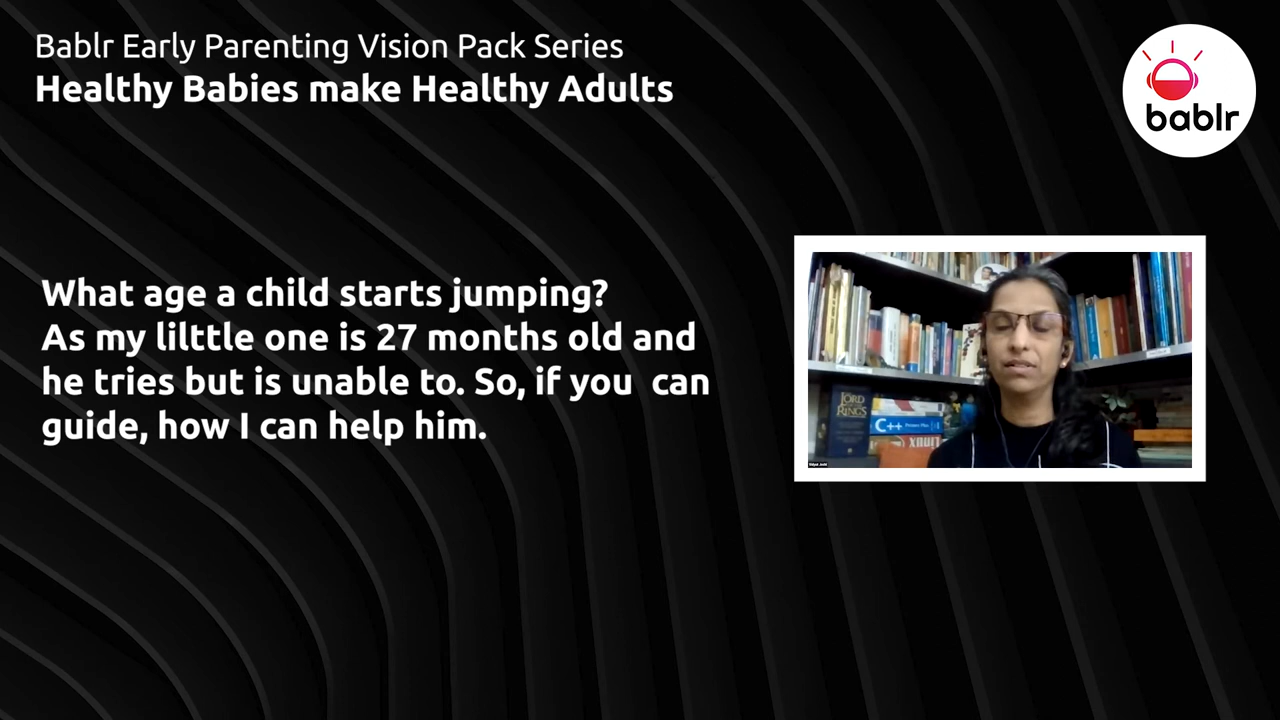 Bablr Early Parenting Vision Pack Series
Healthy Babies make Healthy Adults
bablr
What age a child starts jumping?
As my lilttle one is 27 months old and
he tries but is unable to. So, if you  can
guide, how I can help him.
LORD
RINGS
C++